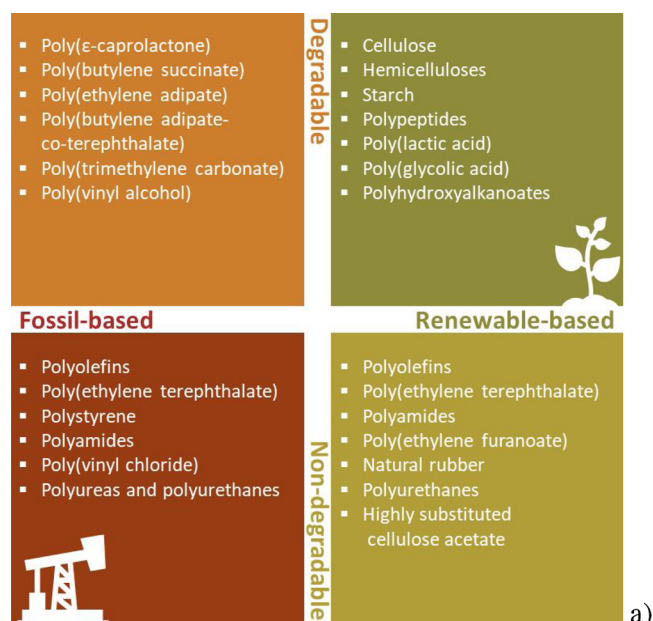 ▪ Poly(ε-caprolactone)
▪ Poly(butylene succinate)
▪ Poly(ethylene adipate)
▪ Poly(butylene adipate-
co-terephthalate)
▪ Poly(trimethylene carbonate)
▪ Poly(vinyl alcohol)
Degradable
▪ Cellulose
▪ Hemicelluloses
▪ Starch
▪ Polypeptides
▪ Poly(lactic acid)
▪ Poly(glycolic acid)
▪ Polyhydroxyalkanoates
Fossil-based
Renewable-based
▪ Polyolefins
▪ Poly(ethylene terephthalate)
▪ Polystyrene
▪ Polyamides
▪ Poly(vinyl chloride)
▪ Polyureas and polyurethanes
Non-degradable
▪ Polyolefins
▪ Poly(ethylene terephthalate)
▪ Polyamides
▪ Poly(ethylene furanoate)
▪ Natural rubber
▪ Polyurethanes
▪ Highly substituted
cellulose acetate
a)